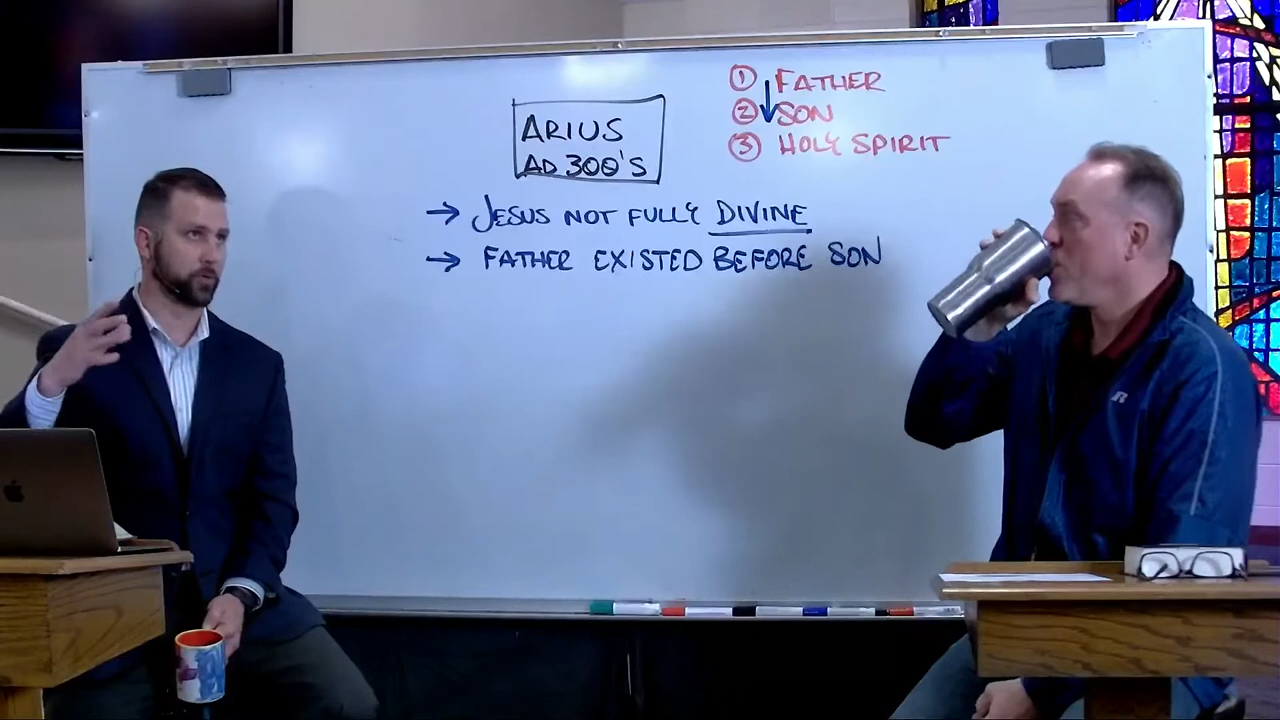 ① FATHER
② SON
③ HOLY SPIRIT
ARIUS
AD 300'S
→ JESUS NOT FULLY DIVINE
→ FATHER EXISTED BEFORE SON